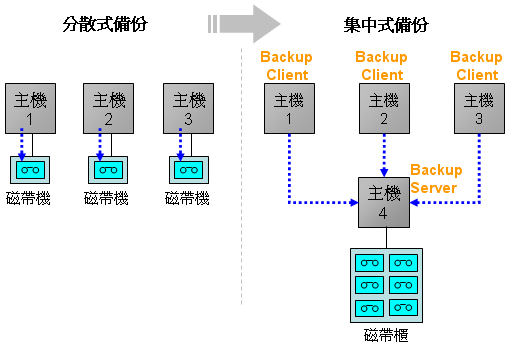 分散式備份
集中式備份
主機
1
主機
2
主機
3
磁帶機
磁帶機
磁帶機
Backup
Client
Backup
Client
Backup
Client
主機
1
主機
2
主機
3
Backup
Server
主機
4
磁帶櫃